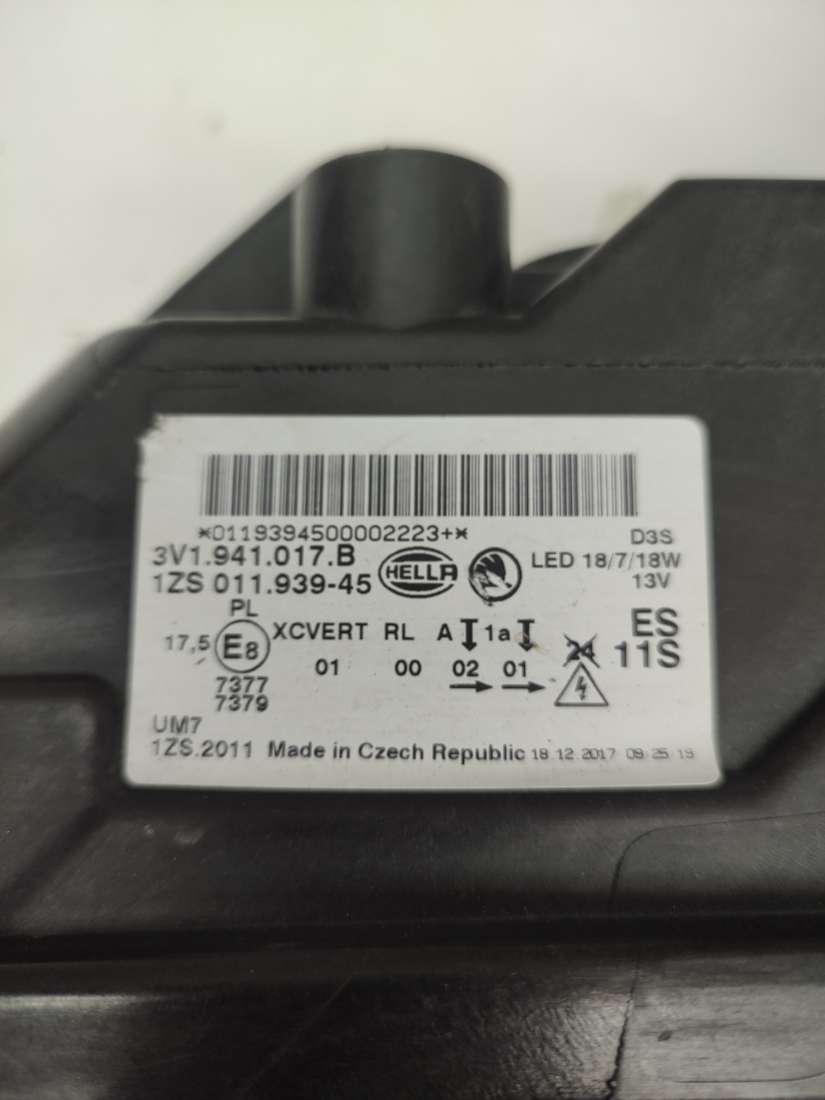 *0119394500002223+*
3V1.941.017.B
1ZS 011.939-45
HELLA
D3S
LED 18/7/18W
13V
PL
17,5 E8 XCVERT RL A 1a
01 00 02 01
7377
7379
24
ES
11S
UM7
1ZS.2011 Made in Czech Republic 18.12.2017 09:25:19